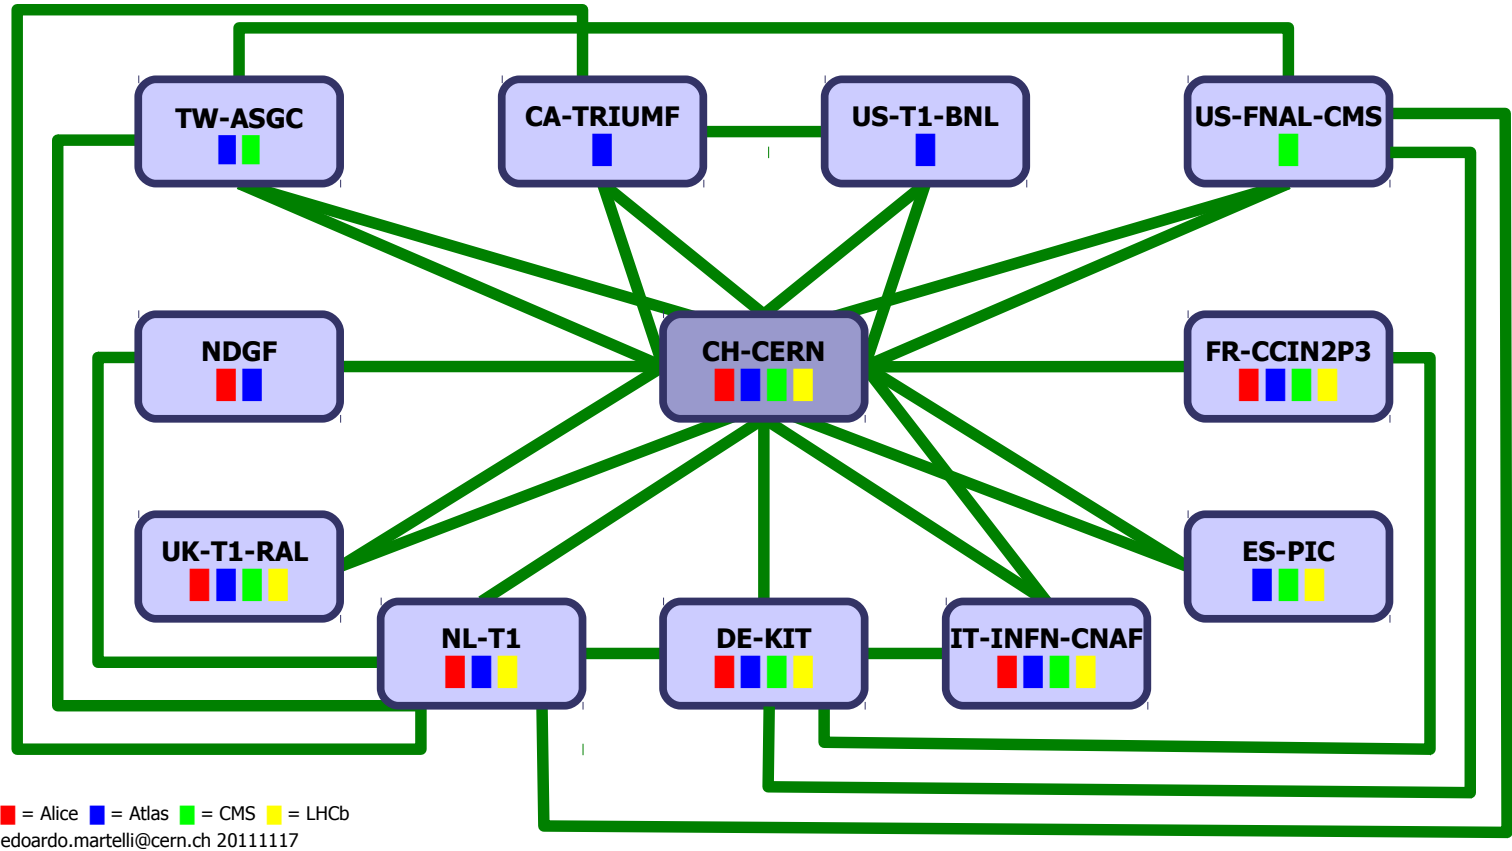 TW-ASGC
CA-TRIUMF
US-T1-BNL
US-FNAL-CMS
NDGF
CH-CERN
FR-CCIN2P3
UK-T1-RAL
ES-PIC
NL-T1
DE-KIT
IT-INFN-CNAF
= Alice = Atlas = CMS = LHCb
edoardo.martelli@cern.ch 20111117